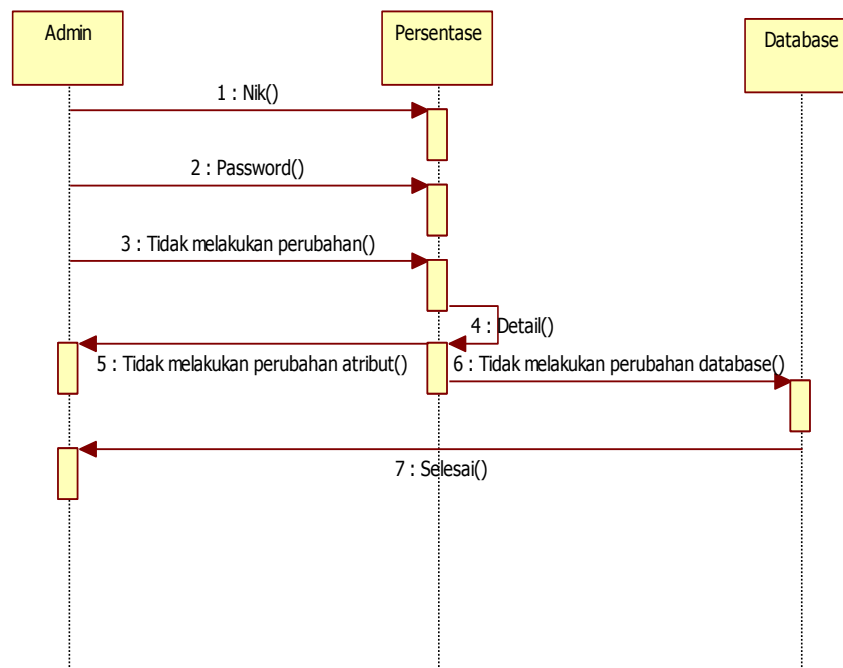 Admin
Persentase
Database
1 : Nik()
2 : Password()
3 : Tidak melakukan perubahan()
4 : Detail()
5 : Tidak melakukan perubahan atribut()
6 : Tidak melakukan perubahan database()
7 : Selesai()